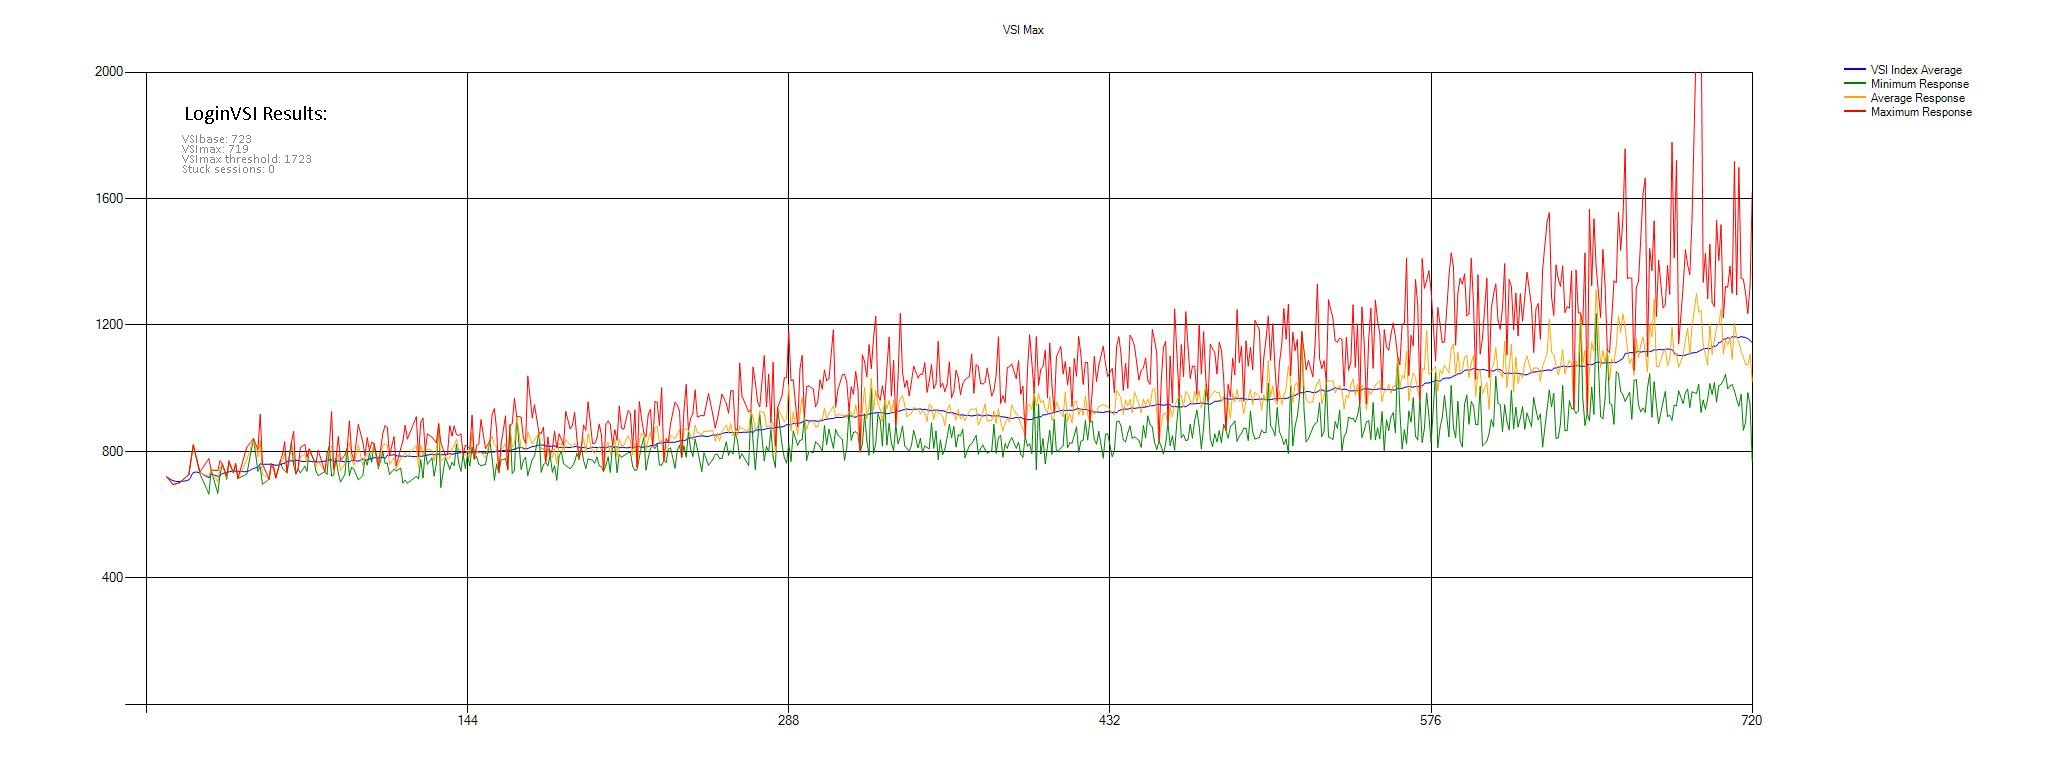 VSI Max
2000
1600
1200
800
400
144
288
432
576
720
LoginVSI Results:
VSIbase: 723
VSImax: 719
VSImax threshold: 1723
Stuck sessions: 0
VSI Index Average
Minimum Response
Average Response
Maximum Response